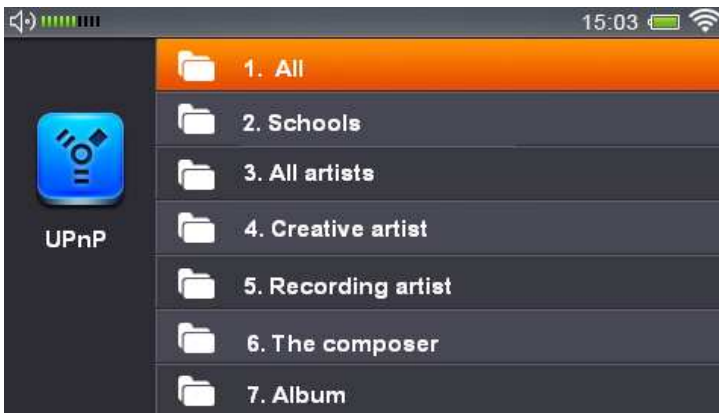 15:03
1. All
2. Schools
3. All artists
UPnP
4. Creative artist
5. Recording artist
6. The composer
7. Album